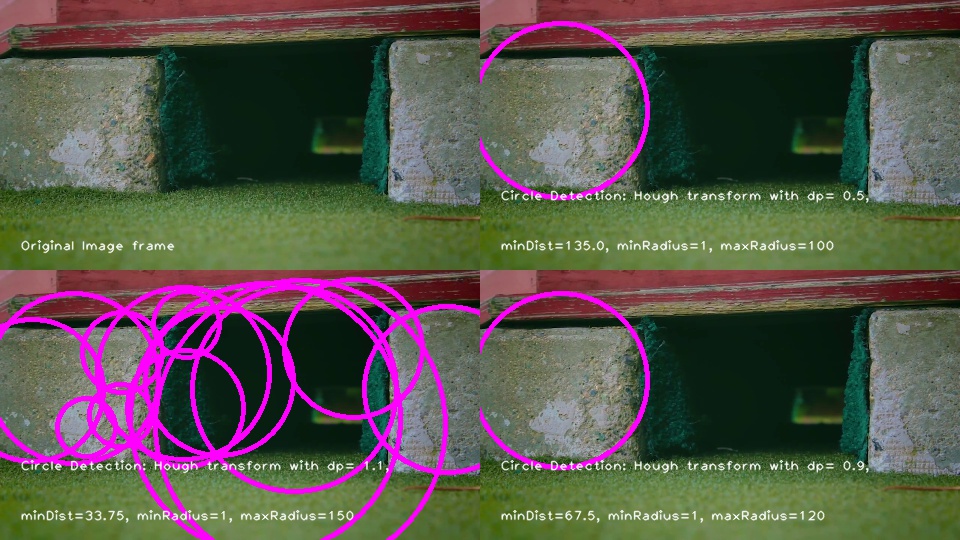 Original Image frame
Circle Detection: Hough transform with dp= 0.5,
minDist=135.0, minRadius=1, maxRadius=100
Circle Detection: Hough transform with dp= 1.1,
minDist=33.75, minRadius=1, maxRadius=150
Circle Detection: Hough transform with dp= 0.9,
minDist=67.5, minRadius=1, maxRadius=120